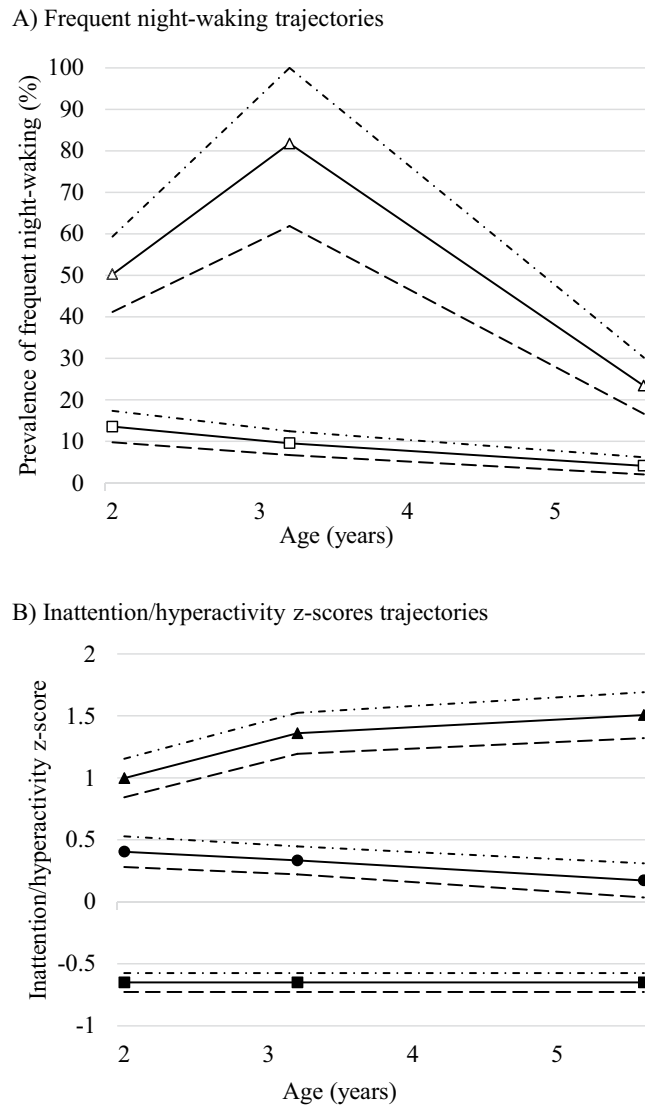 A) Frequent night-waking trajectories
Prevalence of frequent night-waking (%)
100
90
80
70
60
50
40
30
20
10
0
2 3 4 5
Age (years)
B) Inattention/hyperactivity z-scores trajectories
Inattention/hyperactivity z-score
2
1.5
1
0.5
0
-0.5
-1
2 3 4 5
Age (years)